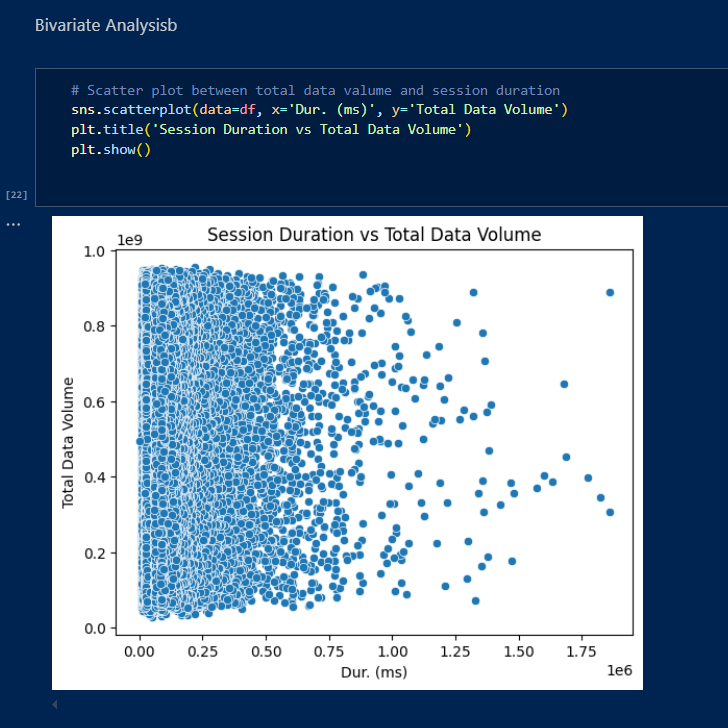 Bivariate Analysisb
# Scatter plot between total data valume and session duration
sns.scatterplot(data=df, x='Dur. (ms)', y='Total Data Volume')
plt.title('Session Duration vs Total Data Volume')
plt.show()
[22]
...
Session Duration vs Total Data Volume
1e9
1.0
0.8
0.6
0.4
0.2
0.0
Total Data Volume
0.00 0.25 0.50 0.75 1.00 1.25 1.50 1.75
1e6
Dur. (ms)